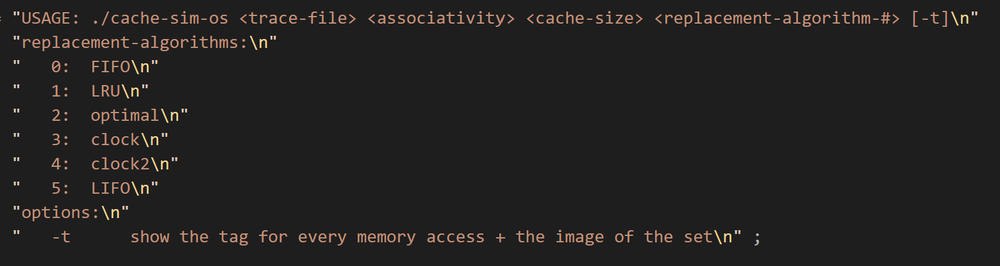 "USAGE: ./cache-sim-os <trace-file> <associativity> <cache-size> <replacement-algorithm-#> [-t]\n"
"replacement-algorithms:\n"
"   0:  FIFO\n"
"   1:  LRU\n"
"   2:  optimal\n"
"   3:  clock\n"
"   4:  clock2\n"
"   5:  LIFO\n"
"options:\n"
"   -t      show the tag for every memory access + the image of the set\n" ;